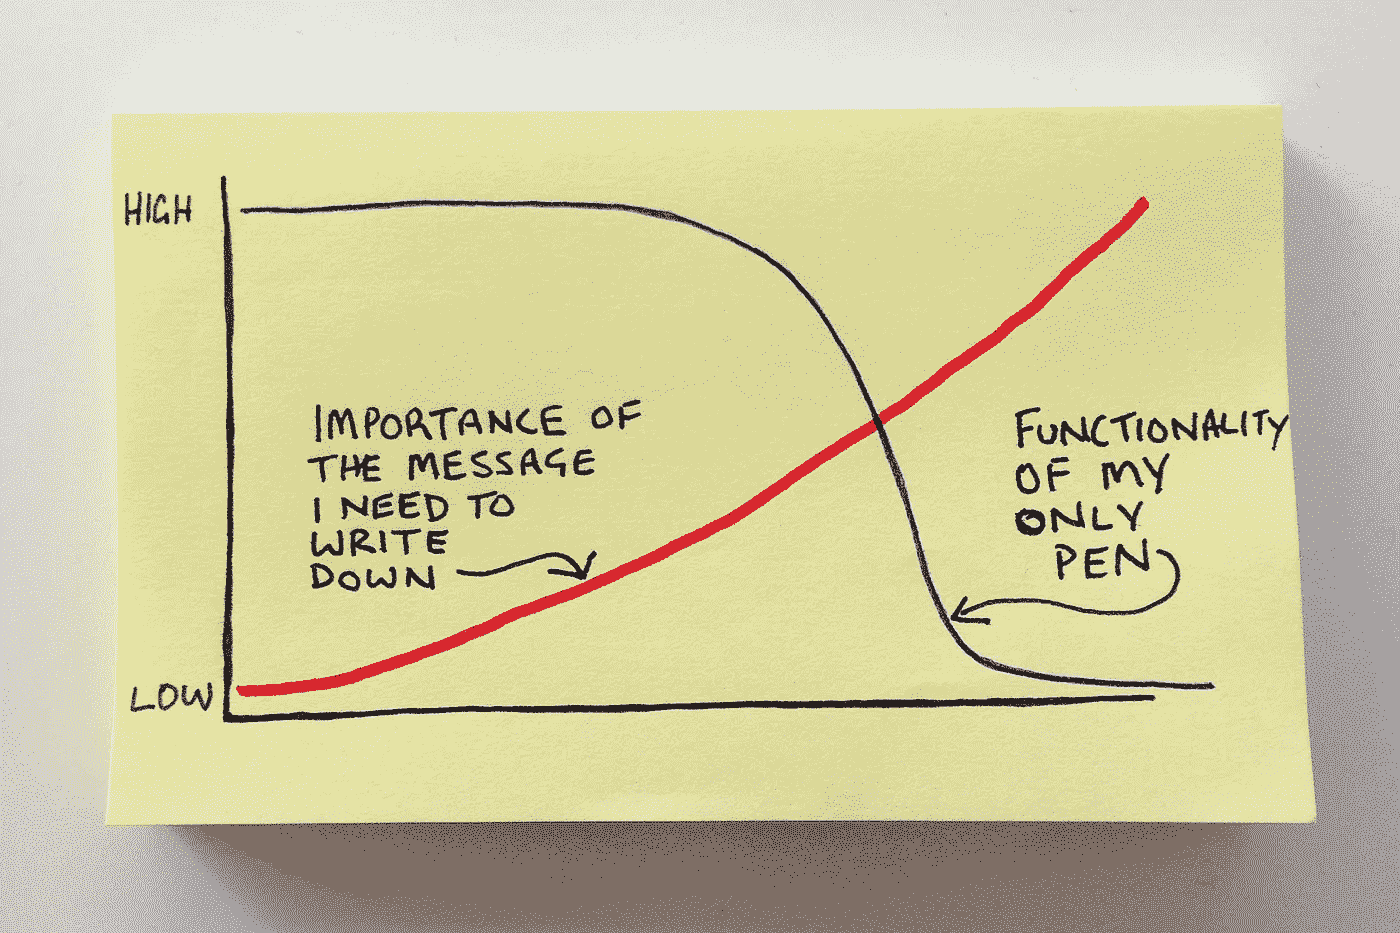 HIGH
IMPORTANCE OF
THE MESSAGE
I NEED TO
WRITE
DOWN
FUNCTIONALITY
OF MY
ONLY
PEN
LOW